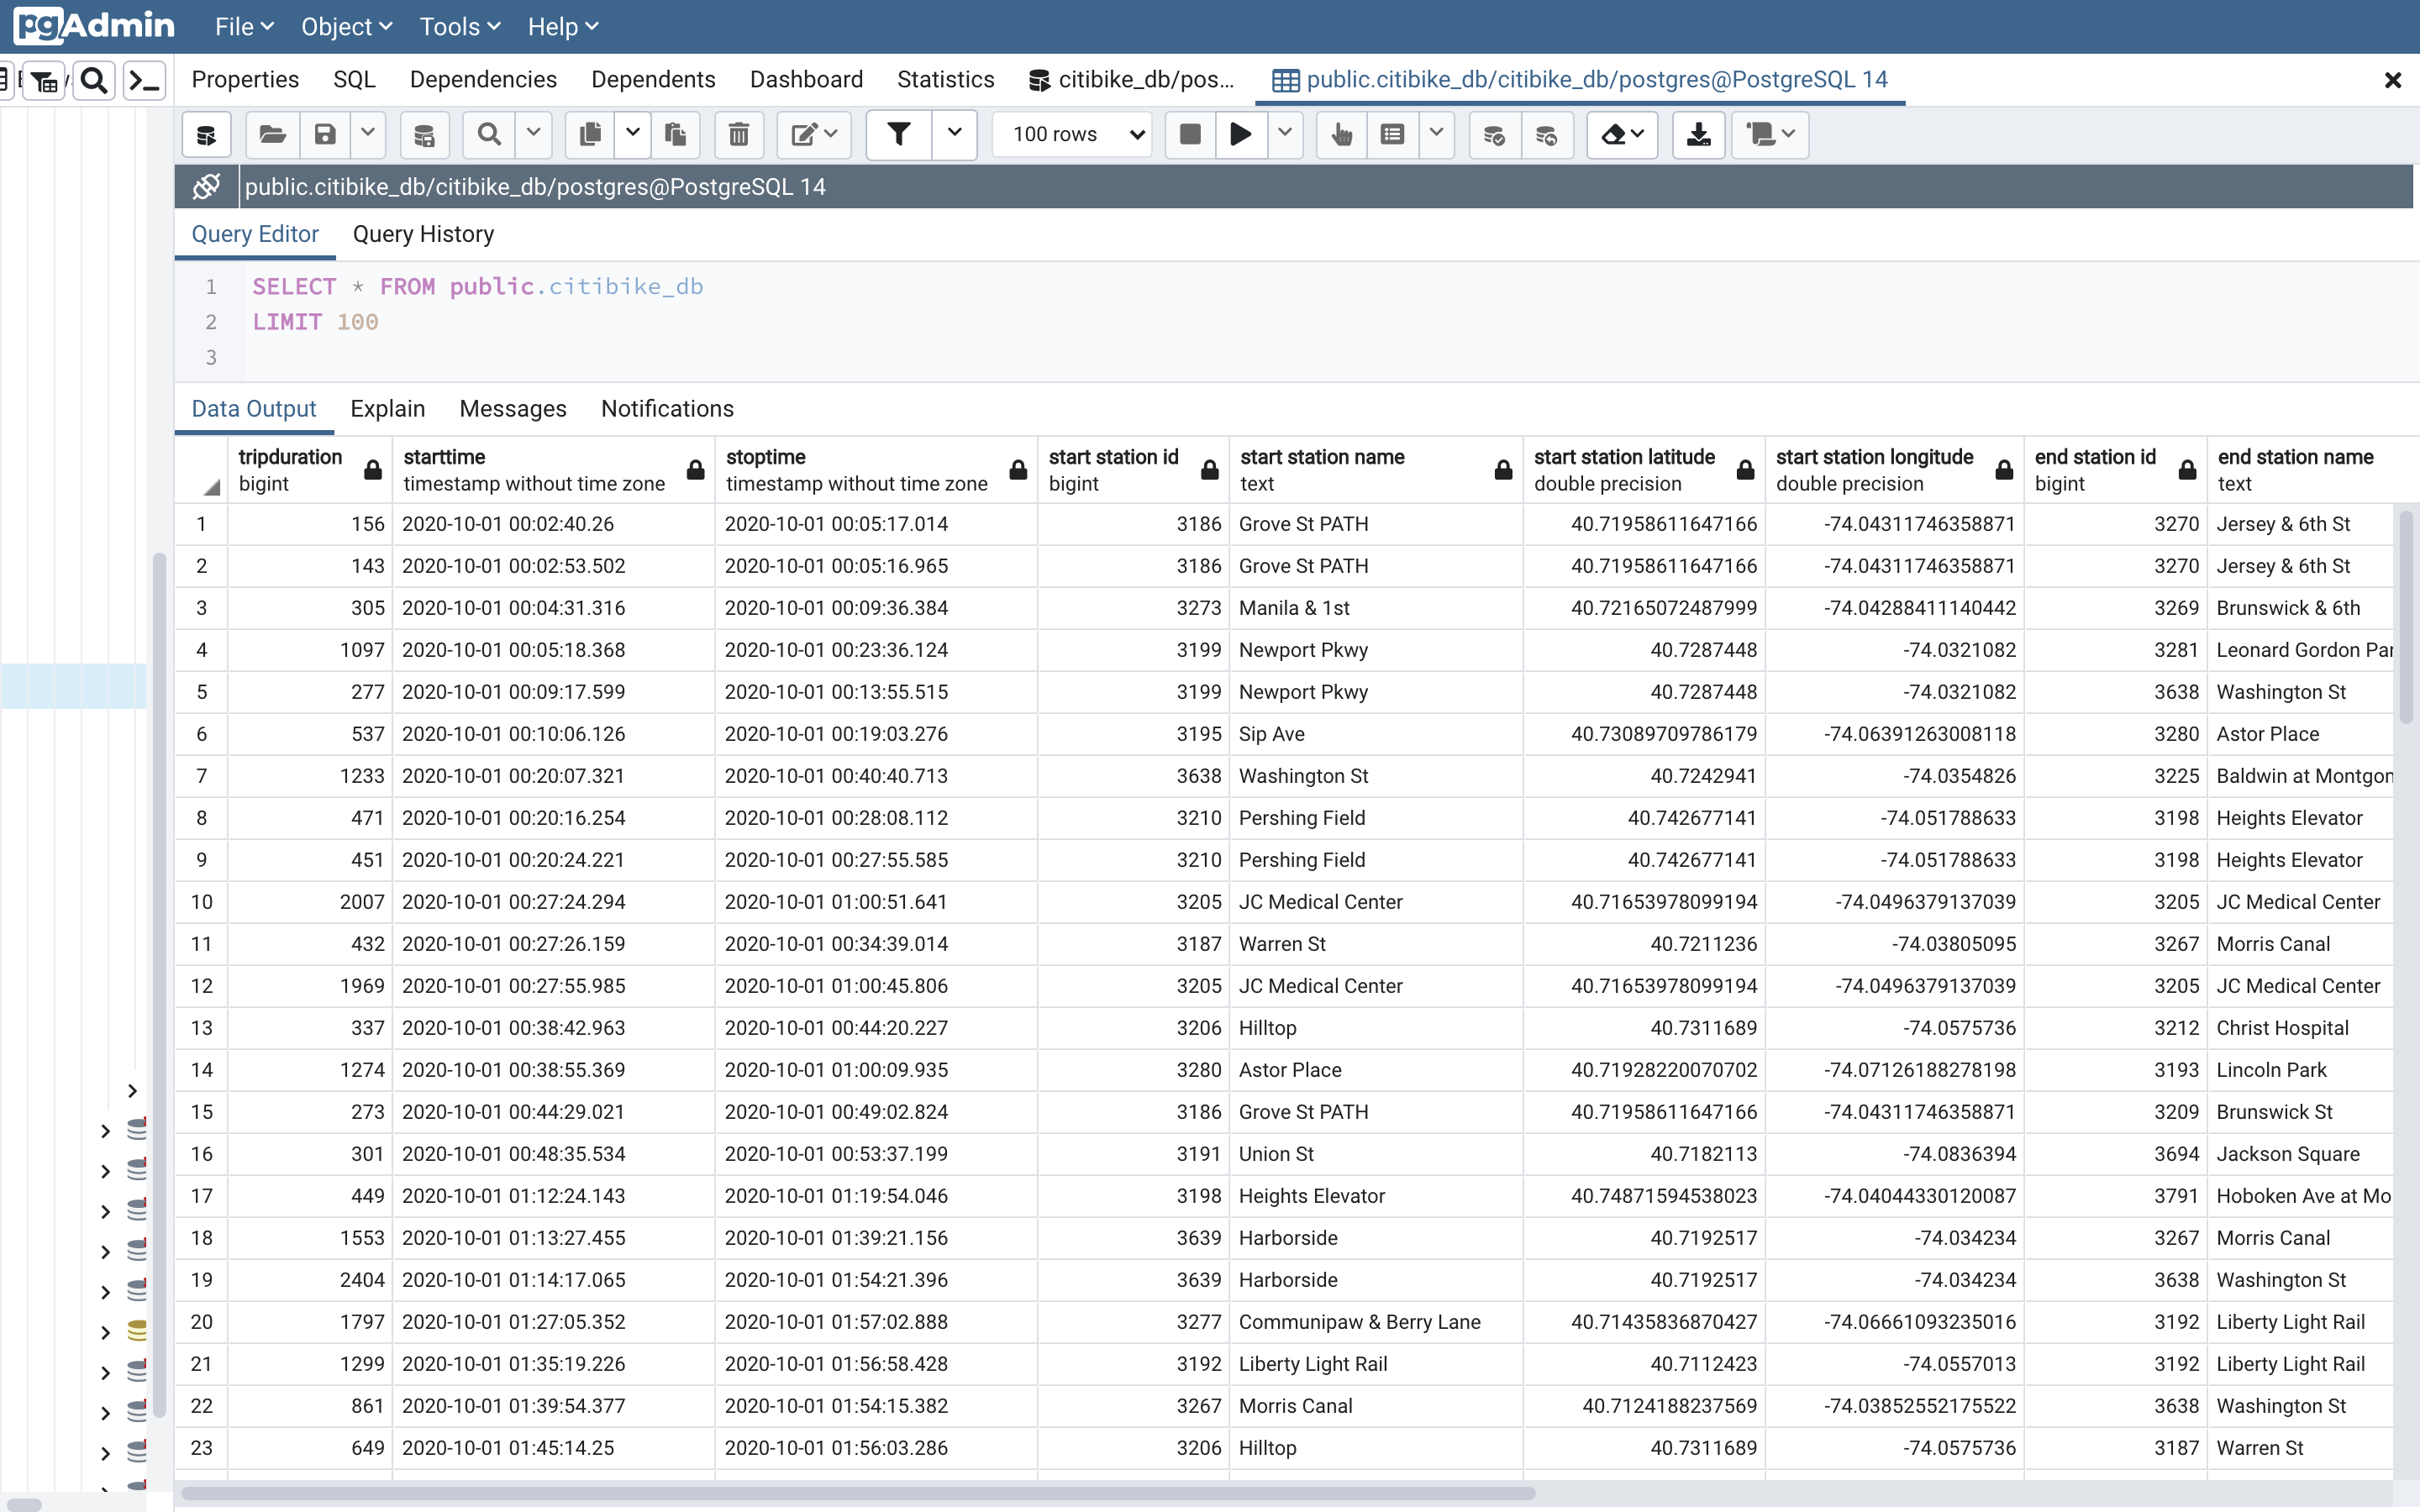 pgAdmin File Object Tools Help
Properties SQL Dependencies Dependents Dashboard Statistics citibike_db/pos... public.citibike_db/citibike_db/postgres@PostgreSQL 14
100 rows
public.citibike_db/citibike_db/postgres@PostgreSQL 14
Query Editor Query History
1 SELECT * FROM public.citibike_db
2 LIMIT 100
3
Data Output Explain Messages Notifications
tripduration starttime stoptime start station id start station name start station latitude start station longitude end station id end station name
bigint timestamp without time zone timestamp without time zone bigint text double precision double precision bigint text
1 156 2020-10-01 00:02:40.26 2020-10-01 00:05:17.014 3186 Grove St PATH 40.71958611647166 -74.04311746358871 3270 Jersey & 6th St
2 143 2020-10-01 00:02:53.502 2020-10-01 00:05:16.965 3186 Grove St PATH 40.71958611647166 -74.04311746358871 3270 Jersey & 6th St
3 305 2020-10-01 00:04:31.316 2020-10-01 00:09:36.384 3273 Manila & 1st 40.72165072487999 -74.04288411140442 3269 Brunswick & 6th
4 1097 2020-10-01 00:05:18.368 2020-10-01 00:23:36.124 3199 Newport Pkwy 40.7287448 -74.0321082 3281 Leonard Gordon Par
5 277 2020-10-01 00:09:17.599 2020-10-01 00:13:55.515 3199 Newport Pkwy 40.7287448 -74.0321082 3638 Washington St
6 537 2020-10-01 00:10:06.126 2020-10-01 00:19:03.276 3195 Sip Ave 40.73089709786179 -74.06391263008118 3280 Astor Place
7 1233 2020-10-01 00:20:07.321 2020-10-01 00:40:40.713 3638 Washington St 40.7242941 -74.0354826 3225 Baldwin at Montgon
8 471 2020-10-01 00:20:16.254 2020-10-01 00:28:08.112 3210 Pershing Field 40.742677141 -74.051788633 3198 Heights Elevator
9 451 2020-10-01 00:20:24.221 2020-10-01 00:27:55.585 3210 Pershing Field 40.742677141 -74.051788633 3198 Heights Elevator
10 2007 2020-10-01 00:27:24.294 2020-10-01 01:00:51.641 3205 JC Medical Center 40.71653978099194 -74.0496379137039 3205 JC Medical Center
11 432 2020-10-01 00:27:26.159 2020-10-01 00:34:39.014 3187 Warren St 40.7211236 -74.03805095 3267 Morris Canal
12 1969 2020-10-01 00:27:55.985 2020-10-01 01:00:45.806 3205 JC Medical Center 40.71653978099194 -74.0496379137039 3205 JC Medical Center
13 337 2020-10-01 00:38:42.963 2020-10-01 00:44:20.227 3206 Hilltop 40.7311689 -74.0575736 3212 Christ Hospital
14 1274 2020-10-01 00:38:55.369 2020-10-01 01:00:09.935 3280 Astor Place 40.71928220070702 -74.07126188278198 3193 Lincoln Park
15 273 2020-10-01 00:44:29.021 2020-10-01 00:49:02.824 3186 Grove St PATH 40.71958611647166 -74.04311746358871 3209 Brunswick St
16 301 2020-10-01 00:48:35.534 2020-10-01 00:53:37.199 3191 Union St 40.7182113 -74.0836394 3694 Jackson Square
17 449 2020-10-01 01:12:24.143 2020-10-01 01:19:54.046 3198 Heights Elevator 40.74871594538023 -74.04044330120087 3791 Hoboken Ave at Mo
18 1553 2020-10-01 01:13:27.455 2020-10-01 01:39:21.156 3639 Harborside 40.7192517 -74.034234 3267 Morris Canal
19 2404 2020-10-01 01:14:17.065 2020-10-01 01:54:21.396 3639 Harborside 40.7192517 -74.034234 3638 Washington St
20 1797 2020-10-01 01:27:05.352 2020-10-01 01:57:02.888 3277 Communipaw & Berry Lane 40.71435836870427 -74.06661093235016 3192 Liberty Light Rail
21 1299 2020-10-01 01:35:19.226 2020-10-01 01:56:58.428 3192 Liberty Light Rail 40.7112423 -74.0557013 3192 Liberty Light Rail
22 861 2020-10-01 01:39:54.377 2020-10-01 01:54:15.382 3267 Morris Canal 40.7124188237569 -74.03852552175522 3638 Washington St
23 649 2020-10-01 01:45:14.25 2020-10-01 01:56:03.286 3206 Hilltop 40.7311689 -74.0575736 3187 Warren St